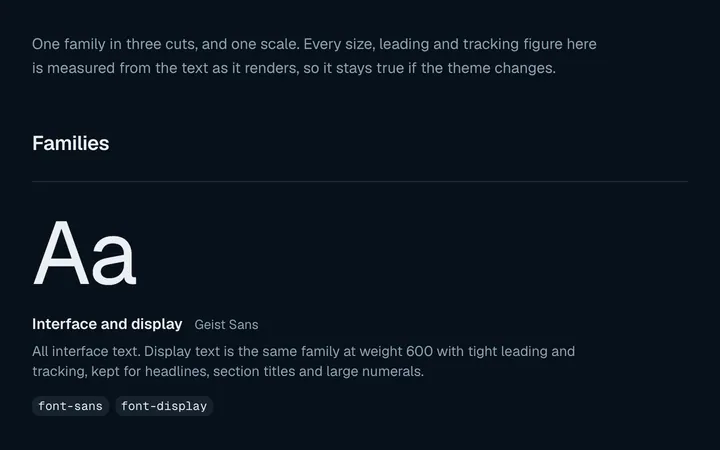 One family in three cuts, and one scale. Every size, leading and tracking figure here
is measured from the text as it renders, so it stays true if the theme changes.
Families
Aa
Interface and display Geist Sans
All interface text. Display text is the same family at weight 600 with tight leading and
tracking, kept for headlines, section titles and large numerals.
font-sans font-display